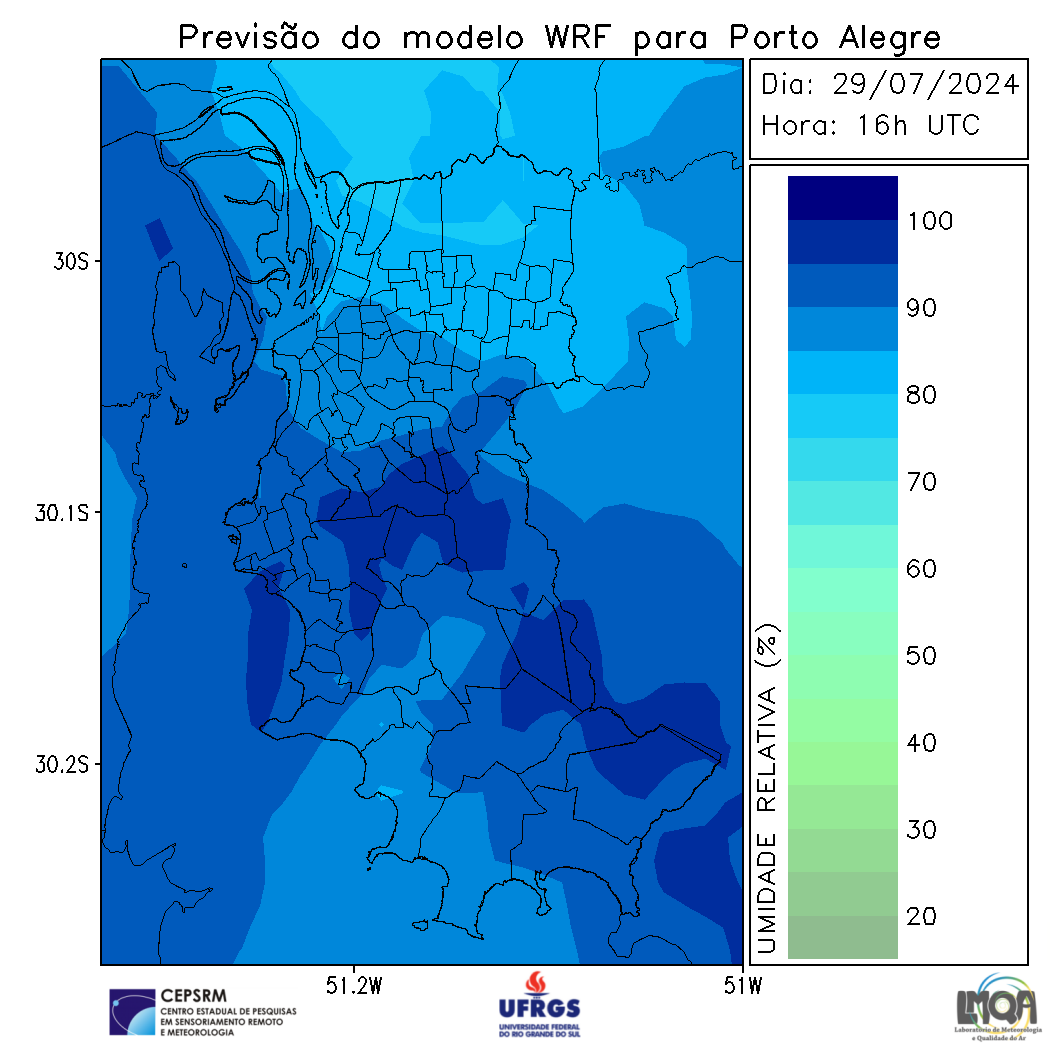 Previsão do modelo WRF para Porto Alegre
Dia: 29/07/2024
Hora: 16h UTC
30S
30.1S
30.2S
51.2W
51W
UMIDADE RELATIVA (%)
100
90
80
70
60
50
40
30
20
CEPSRM
CENTRO ESTADUAL DE PESQUISAS
EM SENSORIAMENTO REMOTO
E METEOROLOGIA
UFRGS
UNIVERSIDADE FEDERAL
DO RIO GRANDE DO SUL
LMQA
Laboratório de Meteorologia
e Qualidade do Ar